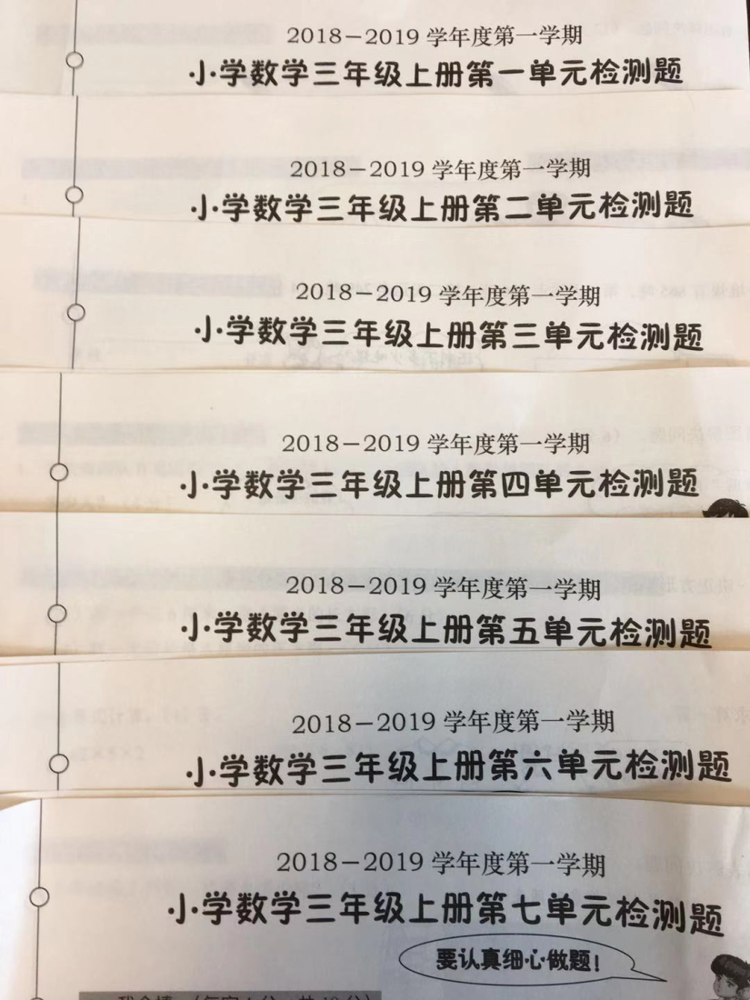 2018－2019 学年度第一学期
小学数学三年级上册第一单元检测题
2018－2019 学年度第一学期
小学数学三年级上册第二单元检测题
2018－2019 学年度第一学期
小学数学三年级上册第三单元检测题
2018－2019 学年度第一学期
小学数学三年级上册第四单元检测题
2018－2019 学年度第一学期
小学数学三年级上册第五单元检测题
2018－2019 学年度第一学期
小学数学三年级上册第六单元检测题
2018－2019 学年度第一学期
小学数学三年级上册第七单元检测题
要认真细心做题！